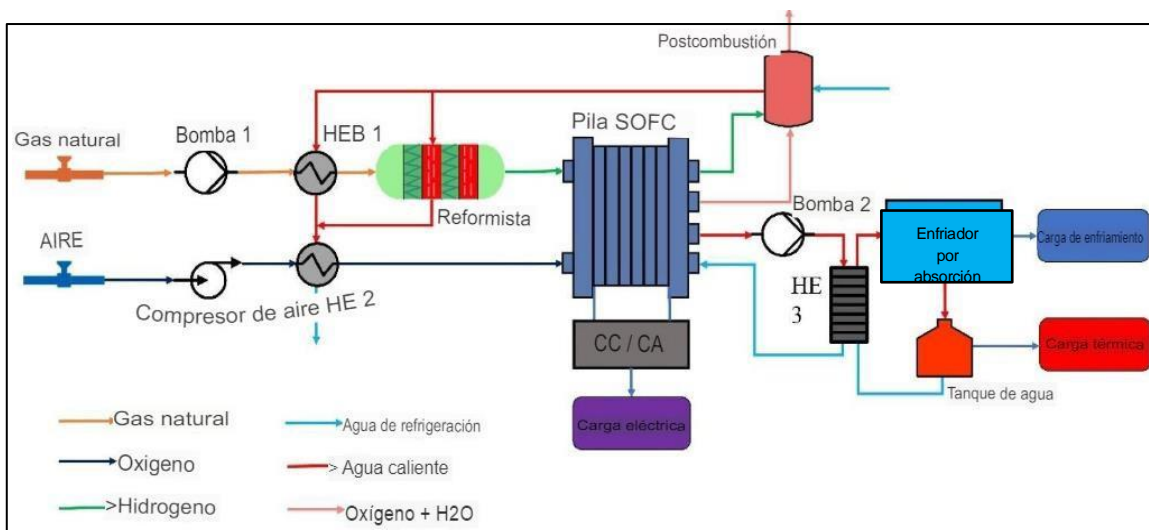 Postcombustión
Gas natural
Bomba 1
HEB 1
Pila SOFC
Reformista
Bomba 2
AIRE
Compresor de aire HE 2
HE
3
Enfriador
por
absorción
Carga de enfriamiento
CC / CA
Carga térmica
Tanque de agua
Carga eléctrica
Gas natural
Agua de refrigeración
Oxigeno
> Agua caliente
>Hidrogeno
Oxígeno + H2O